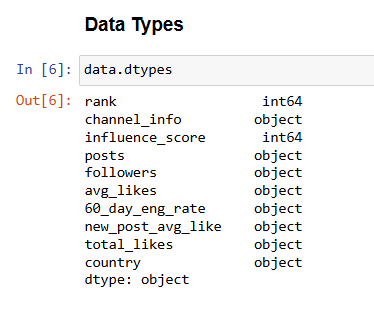 Data Types
In [6]: data.dtypes
Out[6]: rank int64
channel_info object
influence_score int64
posts object
followers object
avg_likes object
60_day_eng_rate object
new_post_avg_like object
total_likes object
country object
dtype: object